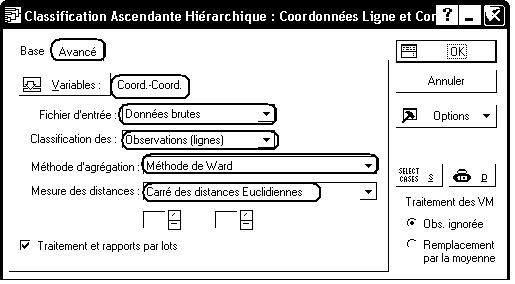 Classification Ascendante Hiérarchique : Coordonnées Ligne et Cor
?
Base Avancé
OK
Variables : Coord.-Coord.
Annuler
Fichier d'entrée : Données brutes
Options
Classification des : Observations (lignes)
Méthode d'agrégation : Méthode de Ward
SELECT
CASES S D
Mesure des distances : Carré des distances Euclidiennes
Traitement des VM
Obs. ignorée
Traitement et rapports par lots
Remplacement
par la moyenne